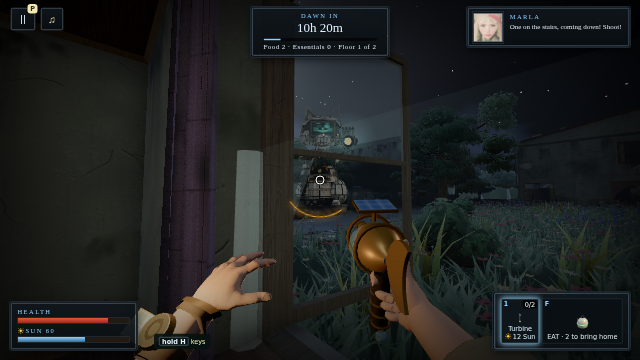 P
DAWN IN
10h 20m
Food 2 · Essentials 0 · Floor 1 of 2
MARLA
One on the stairs, coming down! Shoot!
HEALTH
SUN 60
hold H keys
1 0/2
Turbine
12 Sun
F
EAT · 2 to bring home